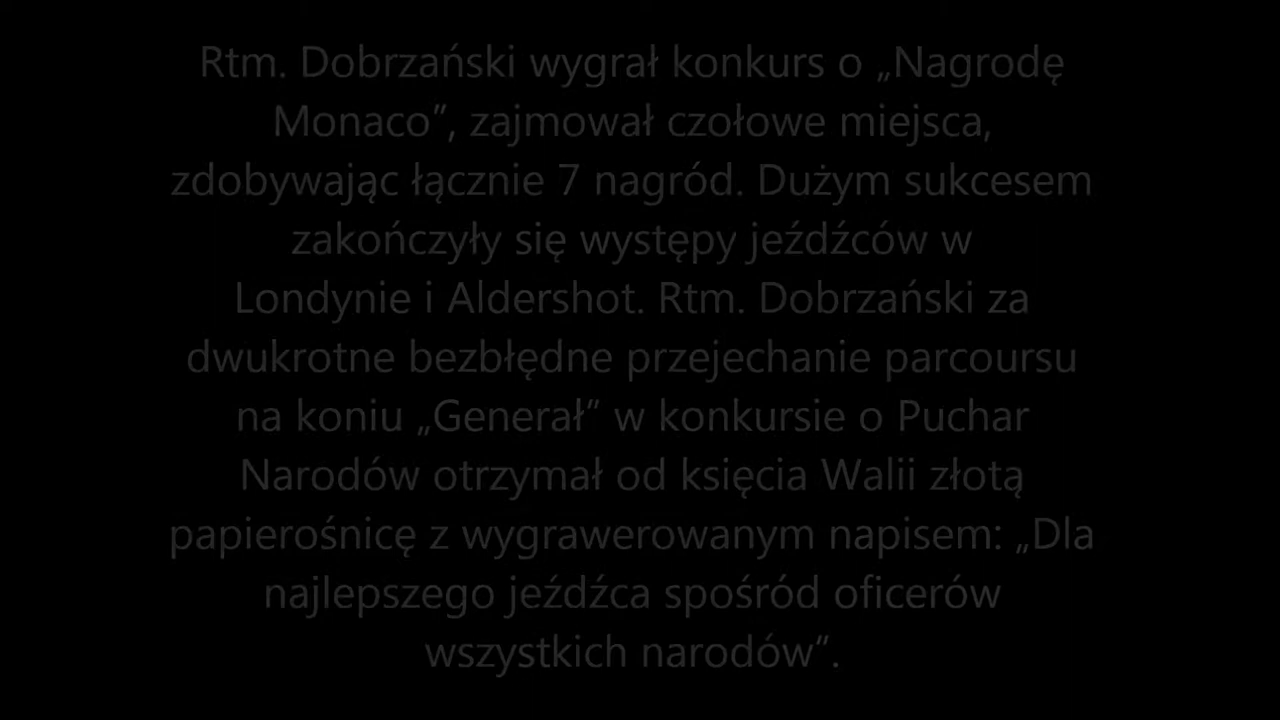 Rtm. Dobrzański wygrał konkurs o „Nagrodę
Monaco”, zajmował czołowe miejsca,
zdobywając łącznie 7 nagród. Dużym sukcesem
zakończyły się występy jeźdźców w
Londynie i Aldershot. Rtm. Dobrzański za
dwukrotne bezbłędne przejechanie parcoursu
na koniu „Generał” w konkursie o Puchar
Narodów otrzymał od księcia Walii złotą
papierośnicę z wygrawerowanym napisem: „Dla
najlepszego jeźdźca spośród oficerów
wszystkich narodów”.